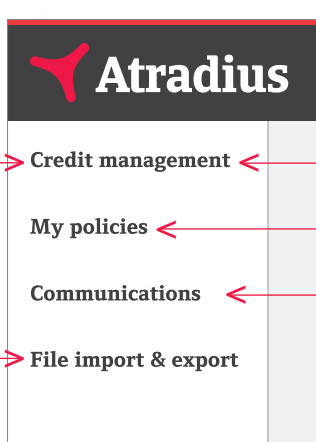 Atradius
Credit management
My policies
Communications
File import & export